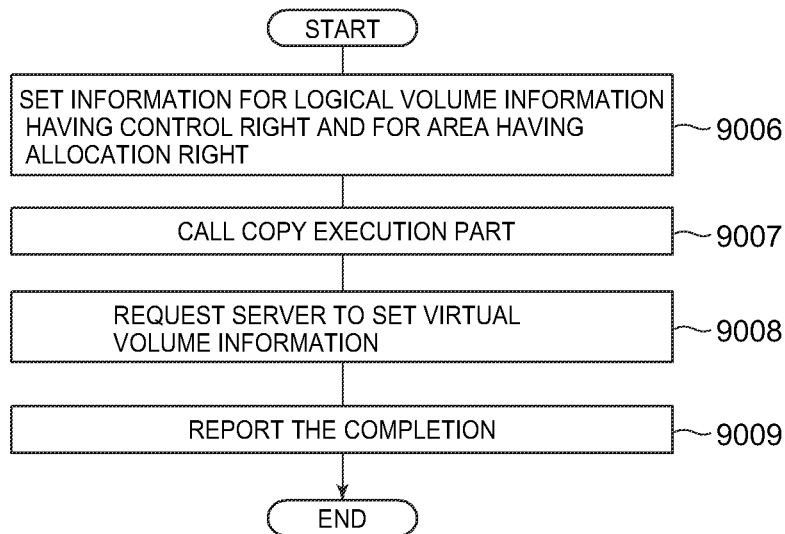 START
SET INFORMATION FOR LOGICAL VOLUME INFORMATION
HAVING CONTROL RIGHT AND FOR AREA HAVING
ALLOCATION RIGHT
9006
CALL COPY EXECUTION PART
9007
REQUEST SERVER TO SET VIRTUAL
VOLUME INFORMATION
9008
REPORT THE COMPLETION
9009
END